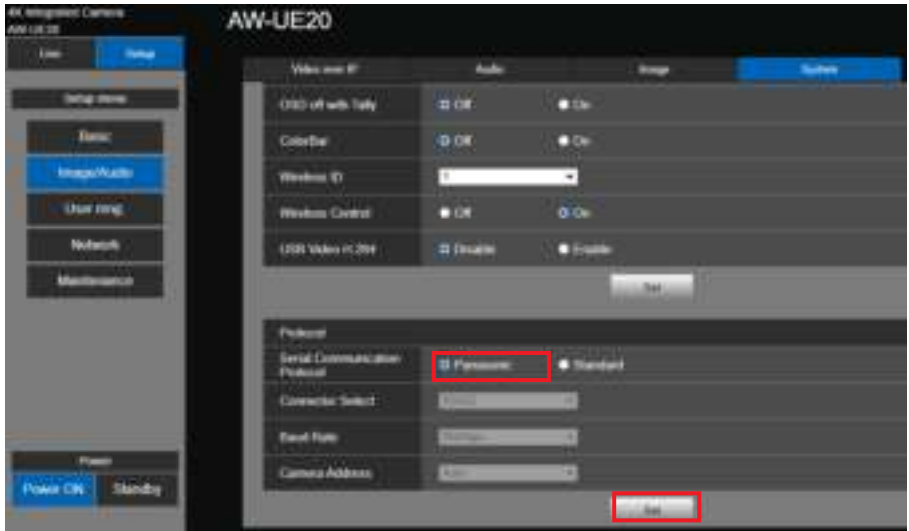 4K Integrated Camera
AW-UE20
AW-UE20
Live
Setup
Video over IP
Audio
Image
System
Setup menu
Basic
Image/Audio
User mng.
Network
Maintenance
OSD off with Tally
Off
On
ColorBar
Off
On
Wireless ID
1
Wireless Control
Off
On
USB Video H.264
Disable
Enable
Set
Protocol
Serial Communication
Protocol
Panasonic
Standard
Connector Select
Baud Rate
Camera Address
Set
Power
Power ON
Standby